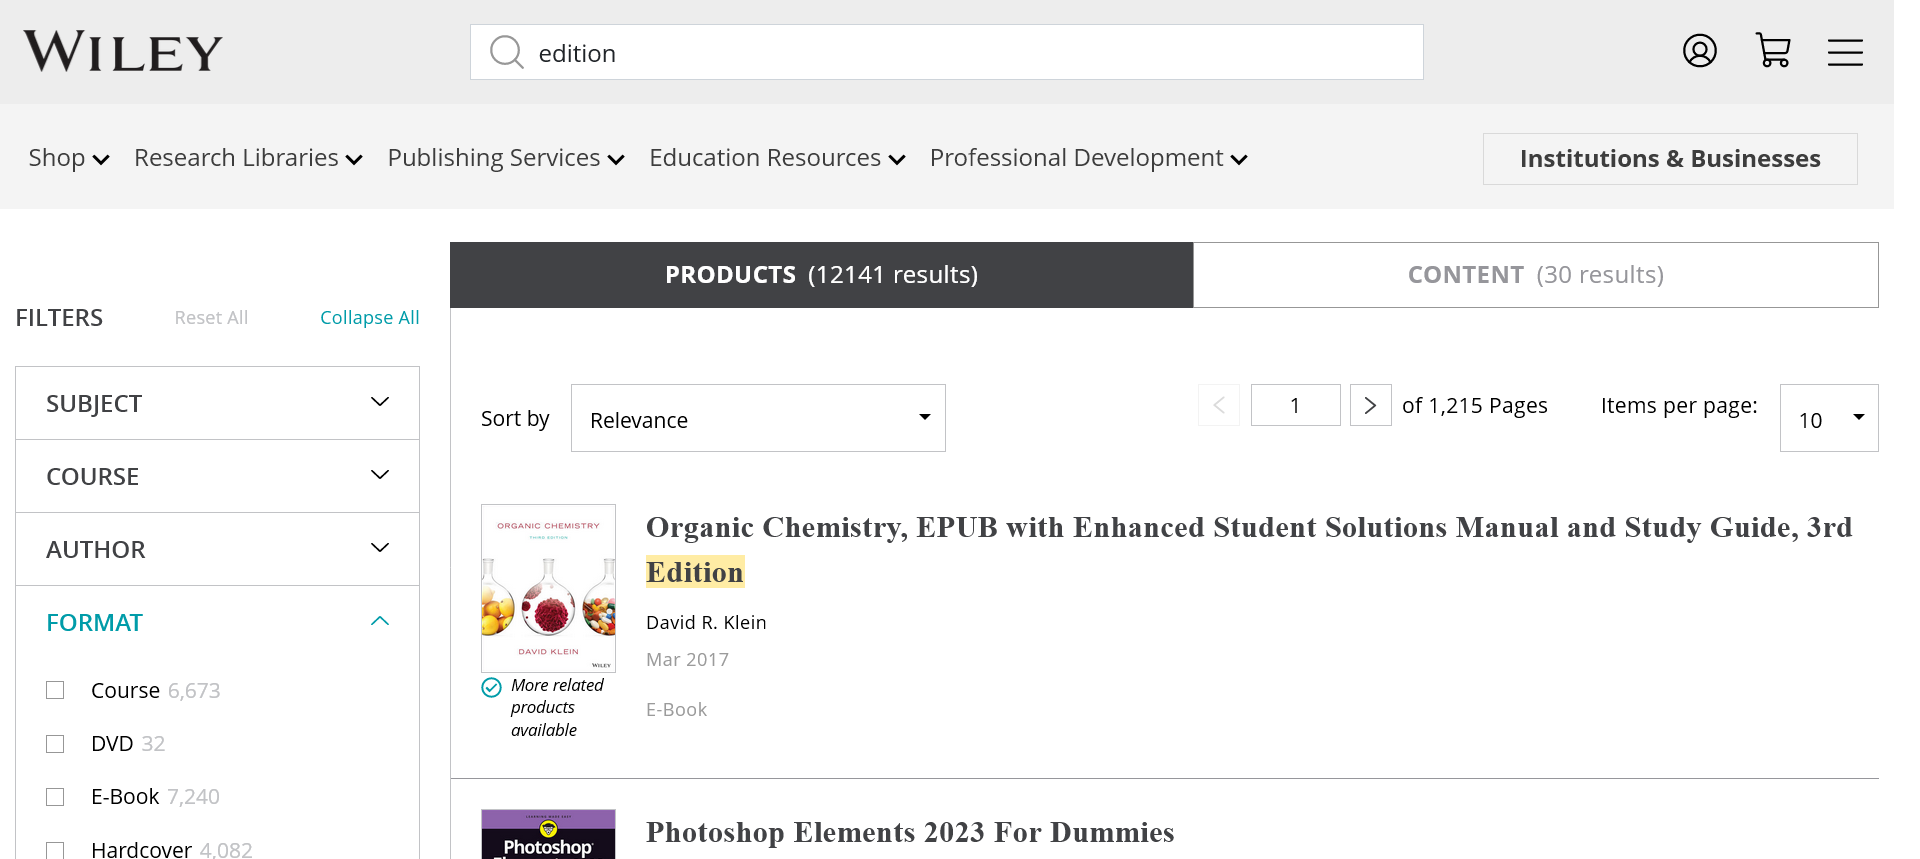 WILEY
edition
Shop Research Libraries Publishing Services Education Resources Professional Development Institutions & Businesses
PRODUCTS (12141 results) CONTENT (30 results)
FILTERS Reset All Collapse All
SUBJECT
COURSE
AUTHOR
FORMAT
Course 6,673
DVD 32
E-Book 7,240
Hardcover 4,082
Sort by Relevance 1 of 1,215 Pages Items per page: 10
ORGANIC CHEMISTRY
THIRD EDITION
DAVID KLEIN
WILEY
More related
products
available
Organic Chemistry, EPUB with Enhanced Student Solutions Manual and Study Guide, 3rd
Edition
David R. Klein
Mar 2017
E-Book
Photoshop
Photoshop Elements 2023 For Dummies